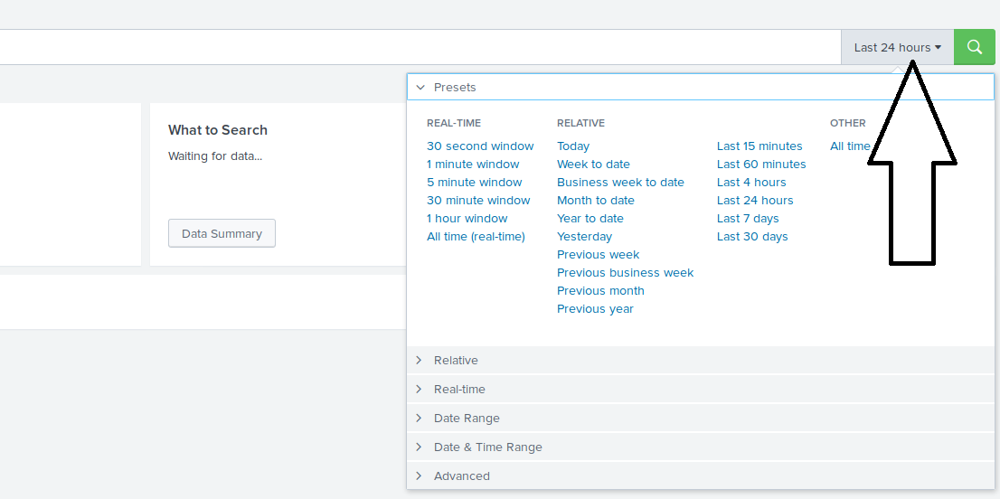 Last 24 hours
Presets
What to Search
Waiting for data...
Data Summary
REAL-TIME
30 second window
1 minute window
5 minute window
30 minute window
1 hour window
All time (real-time)
RELATIVE
Today
Week to date
Business week to date
Month to date
Year to date
Yesterday
Previous week
Previous business week
Previous month
Previous year
Last 15 minutes
Last 60 minutes
Last 4 hours
Last 24 hours
Last 7 days
Last 30 days
OTHER
All time
Relative
Real-time
Date Range
Date & Time Range
Advanced